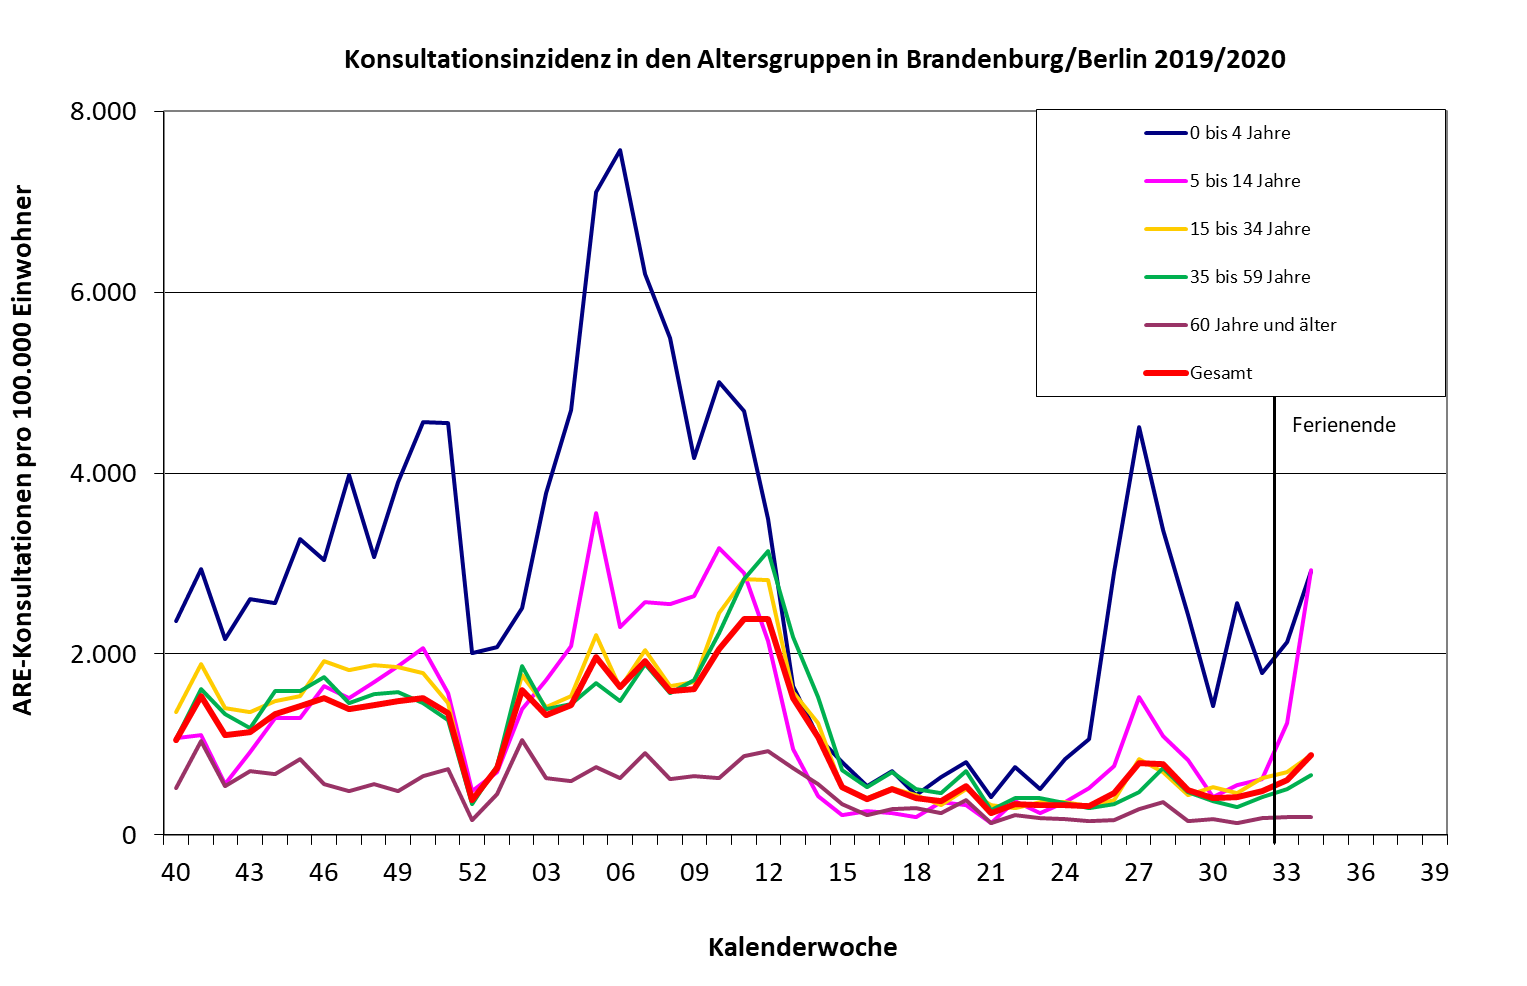 Konsultationsinzidenz in den Altersgruppen in Brandenburg/Berlin 2019/2020
ARE-Konsultationen pro 100.000 Einwohner
8.000
6.000
4.000
2.000
0
0 bis 4 Jahre
5 bis 14 Jahre
15 bis 34 Jahre
35 bis 59 Jahre
60 Jahre und älter
Gesamt
Ferienende
40 43 46 49 52 03 06 09 12 15 18 21 24 27 30 33 36 39
Kalenderwoche